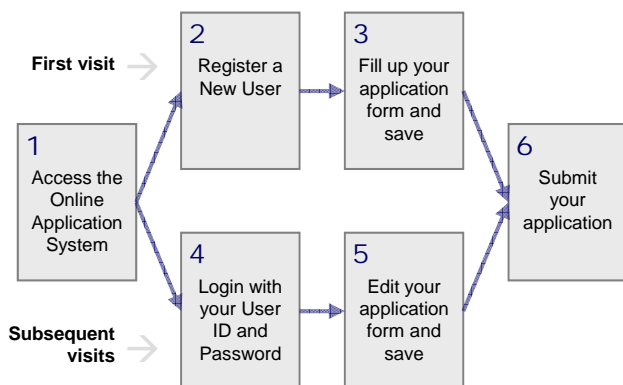 First visit
2
Register a
New User
3
Fill up your
application
form and
save
1
Access the
Online
Application
System
6
Submit
your
application
4
Login with
your User
ID and
Password
5
Edit your
application
form and
save
Subsequent
visits